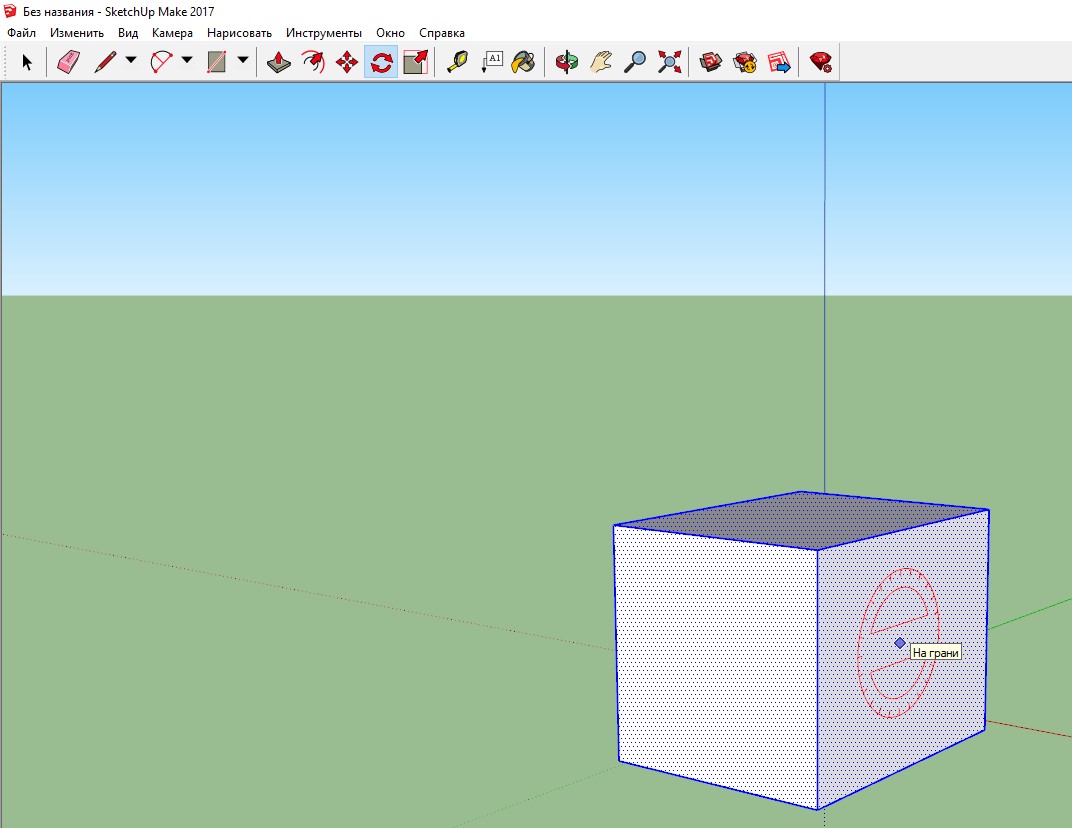 Без названия - SketchUp Make 2017
Файл Изменить Вид Камера Нарисовать Инструменты Окно Справка
A1
На грани